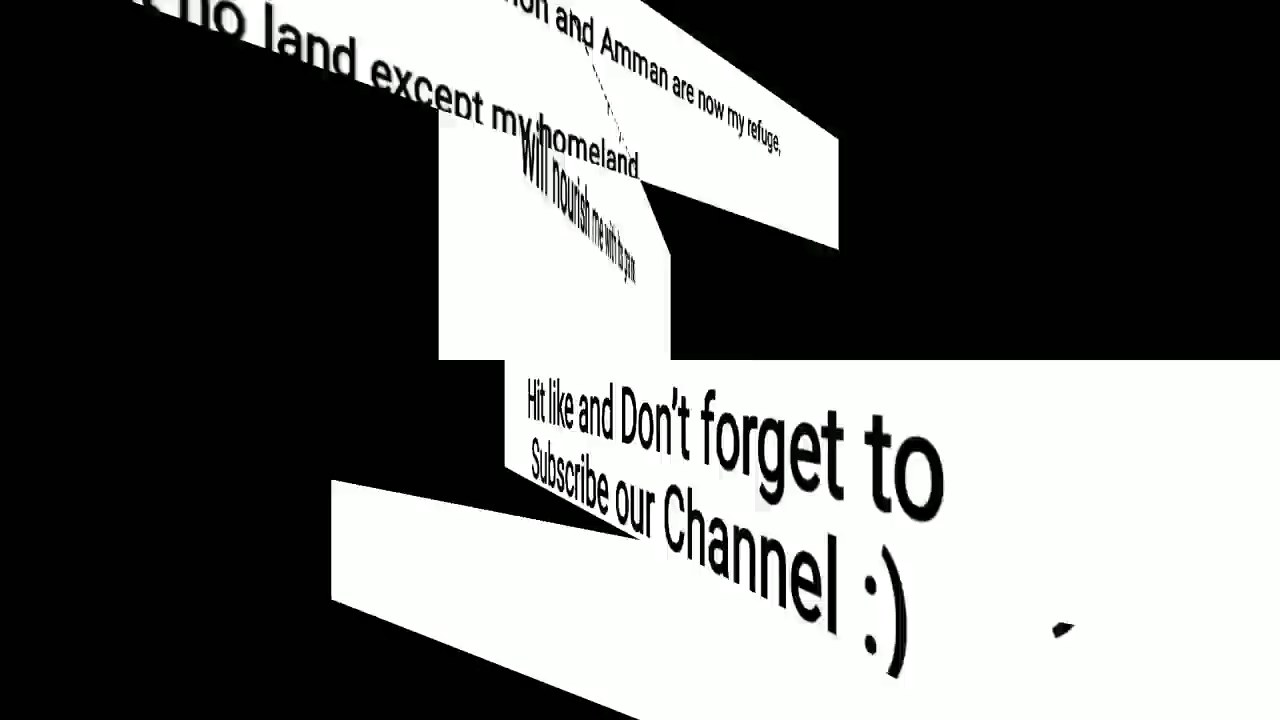 and Amman are now my refuge,
no land except my homeland
Will nourish me with its
Hit like and Don't forget to
Subscribe our Channel :)